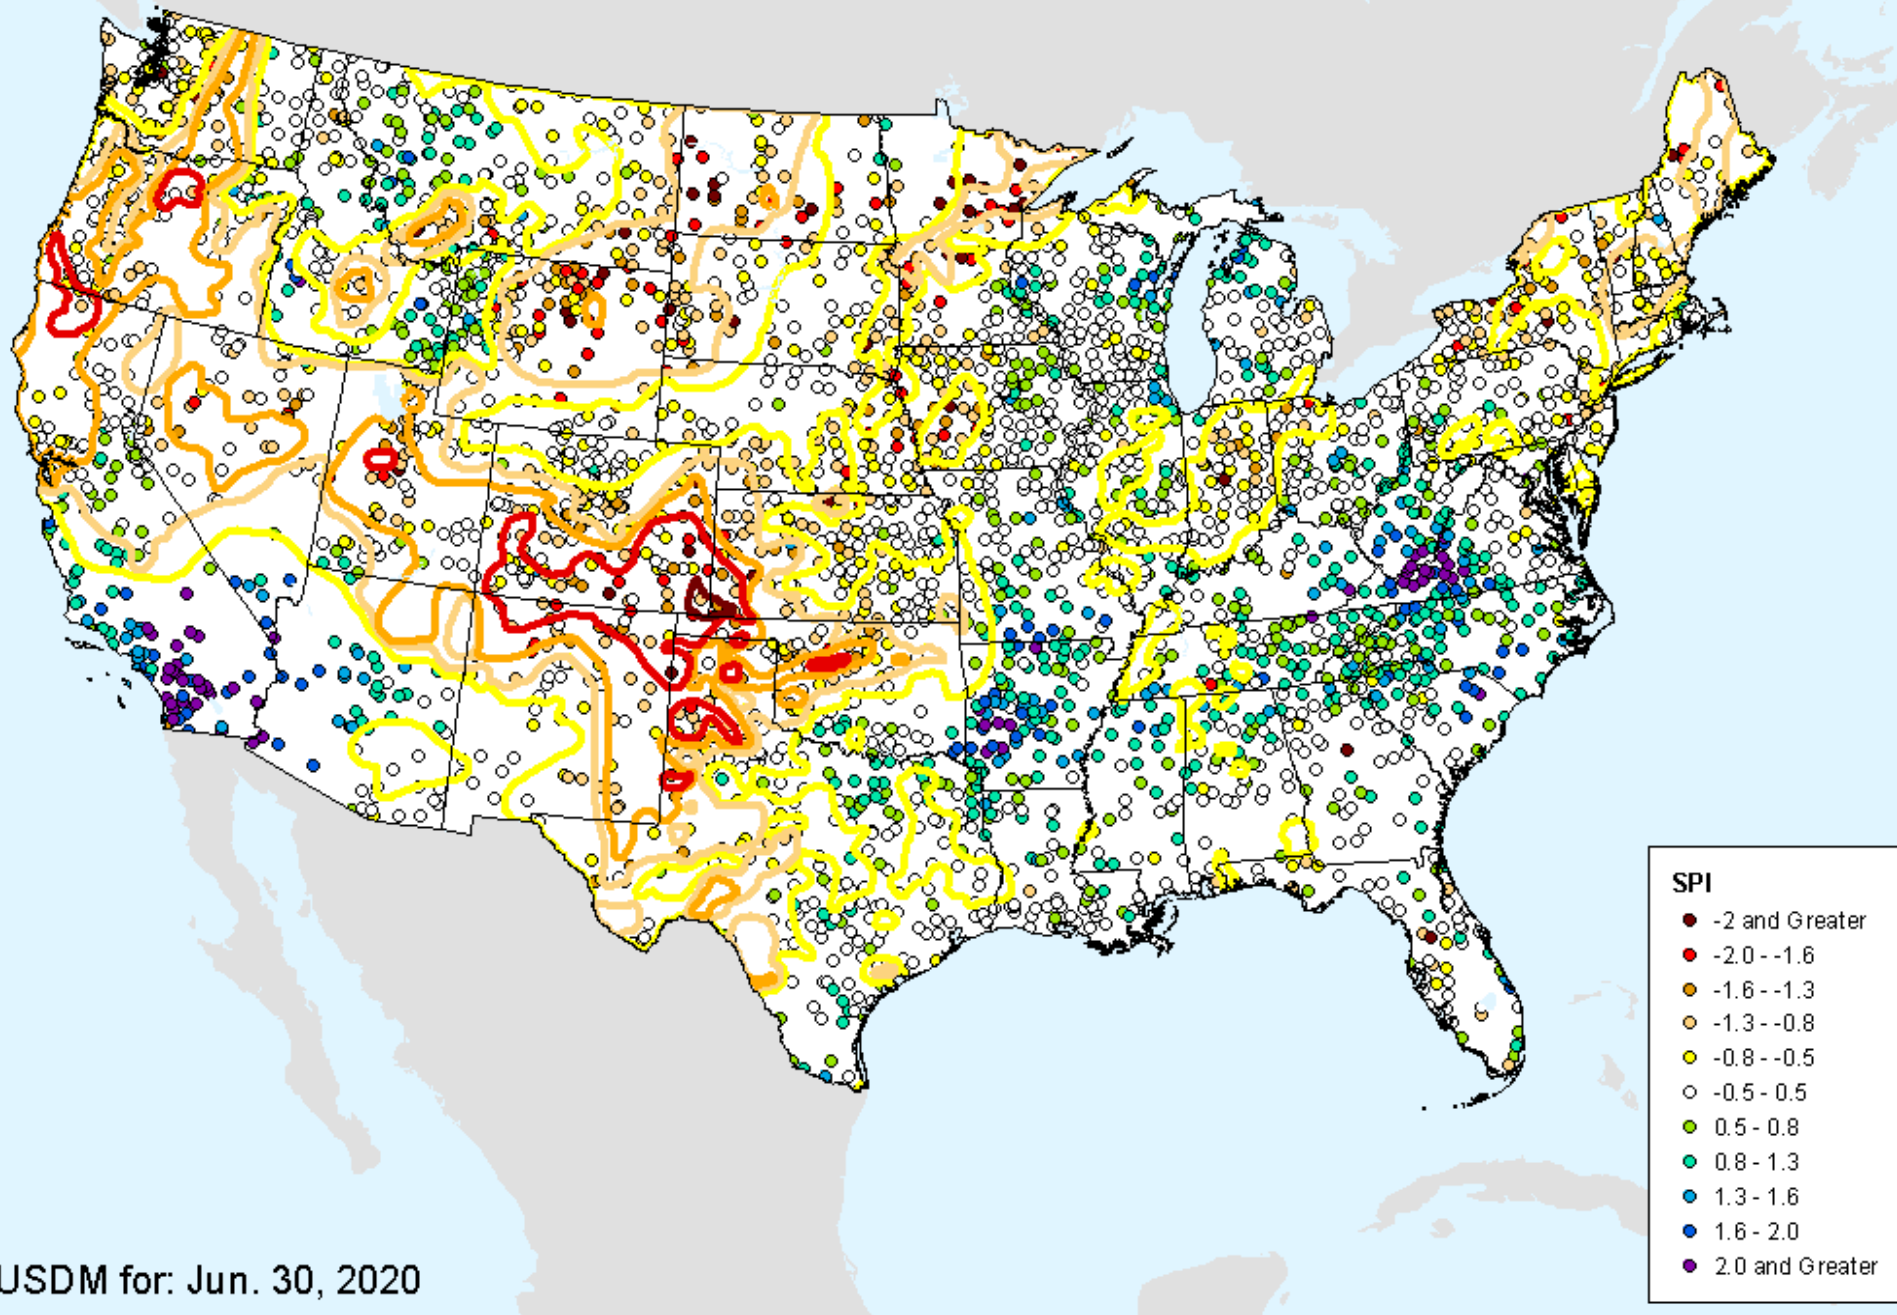 SPI
-2 and Greater
-2.0 - -1.6
-1.6 - -1.3
-1.3 - -0.8
-0.8 - -0.5
-0.5 - 0.5
0.5 - 0.8
0.8 - 1.3
1.3 - 1.6
1.6 - 2.0
2.0 and Greater
USDM for: Jun. 30, 2020